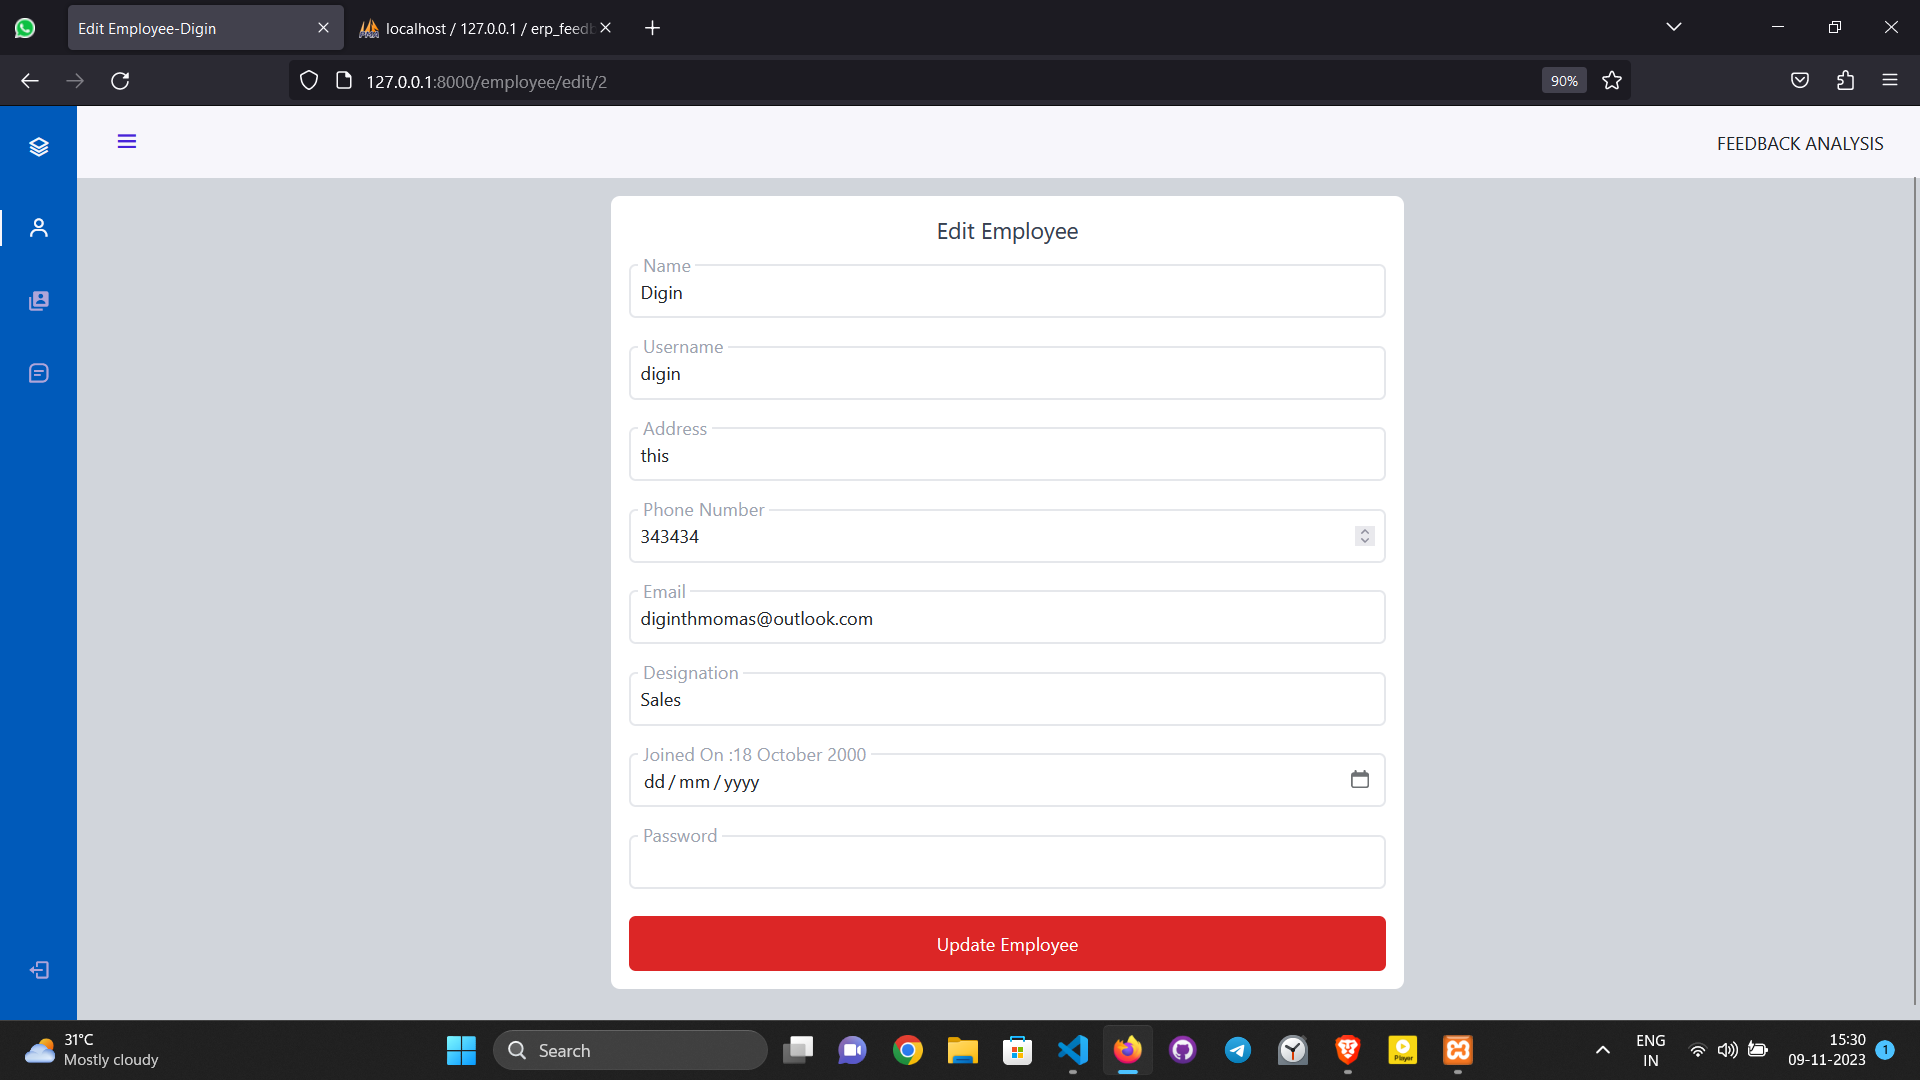 Edit Employee-Digin
localhost / 127.0.0.1 / erp_feedb
127.0.0.1:8000/employee/edit/2
90%
FEEDBACK ANALYSIS
Edit Employee
Name
Digin
Username
digin
Address
this
Phone Number
343434
Email
diginthmomas@outlook.com
Designation
Sales
Joined On :18 October 2000
dd/mm/yyyy
Password
Update Employee
31°C
Mostly cloudy
Search
Player
ENG
IN
15:30
09-11-2023
1